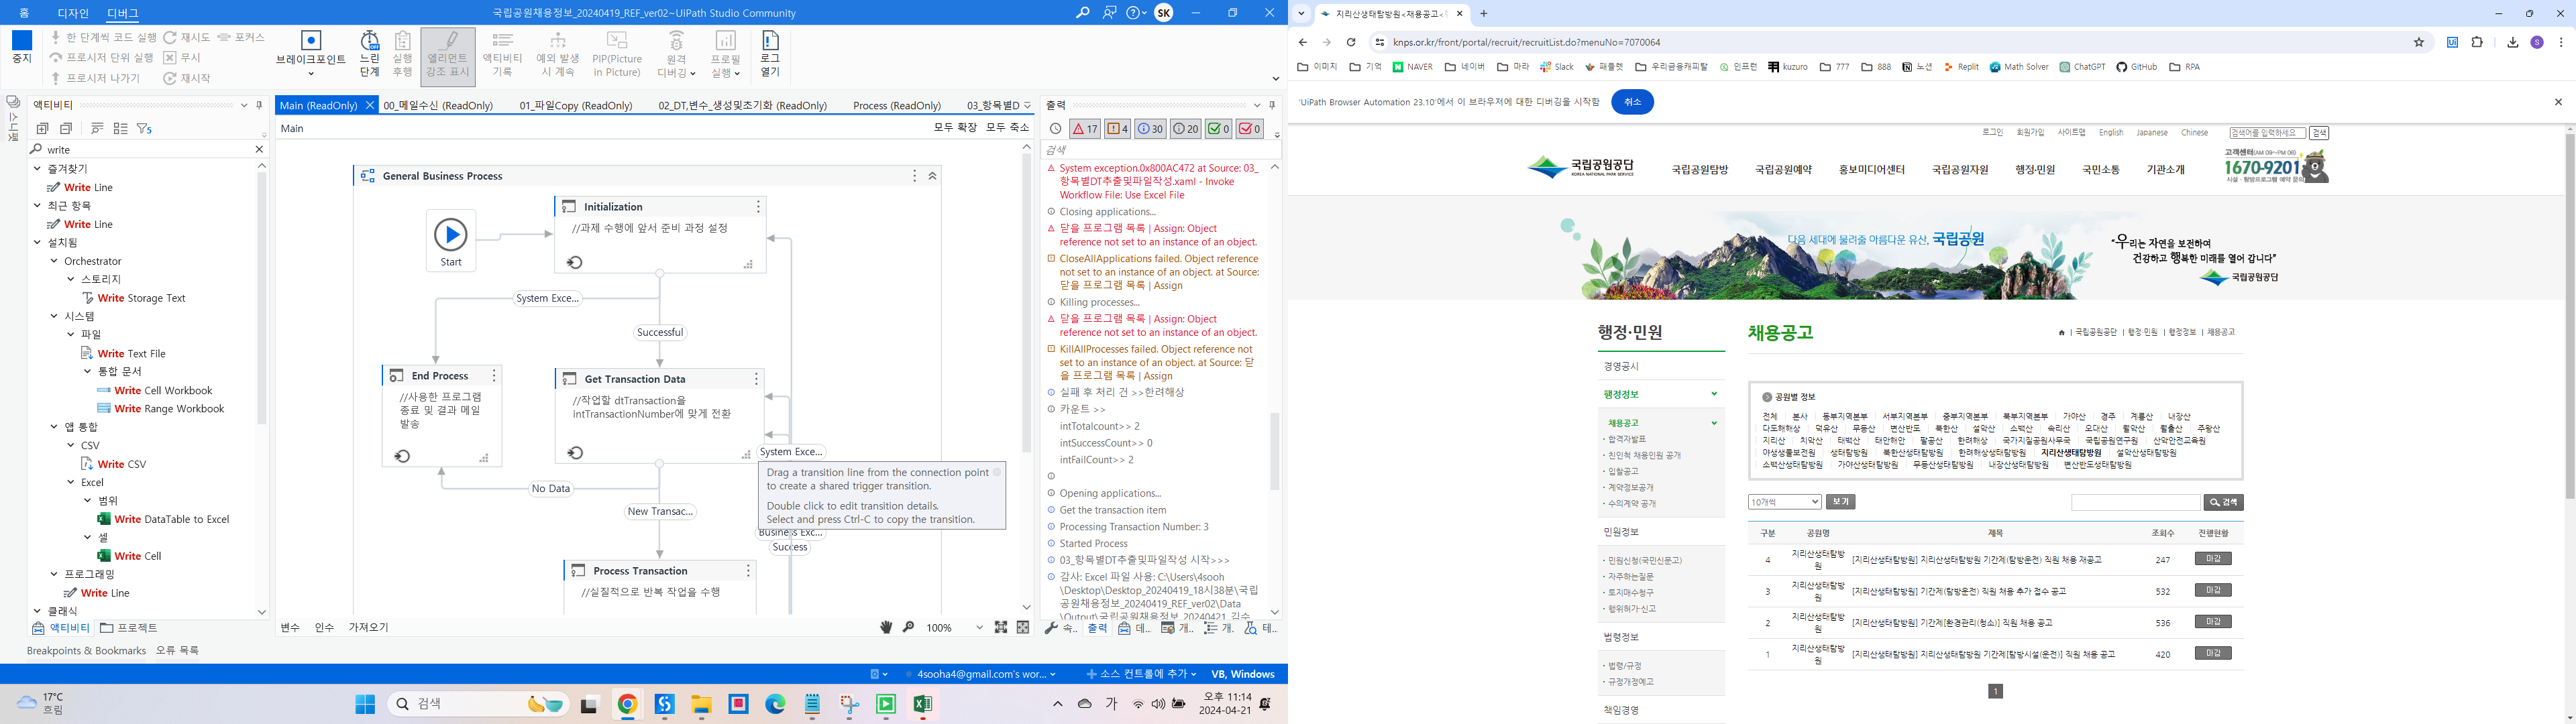 홈 디자인 디버그
국립공원채용정보_20240419_REF_ver02~UiPath Studio Community
SK
중지
한 단계씩 코드 실행
프로시저 단위 실행
프로시저 나가기
재시도
무시
재시작
포커스
브레이크포인트
느린 단계
실행 후행
엘리먼트 강조 표시
액티비티 기록
예외 발생 시 계속
PIP(Picture in Picture)
원격 디버깅
프로필 실행
로그 열기
스니펫
액티비티
5
write
즐겨찾기
Write Line
최근 항목
Write Line
설치됨
Orchestrator
스토리지
Write Storage Text
시스템
파일
Write Text File
통합 문서
Write Cell Workbook
Write Range Workbook
앱 통합
CSV
Write CSV
Excel
범위
Write DataTable to Excel
셀
Write Cell
프로그래밍
Write Line
클래식
액티비티 프로젝트
Breakpoints & Bookmarks 오류 목록
Main (ReadOnly) 00_메일수신 (ReadOnly) 01_파일Copy (ReadOnly) 02_DT,변수_생성및초기화 (ReadOnly) Process (ReadOnly) 03_항목별D
Main
모두 확장 모두 축소
General Business Process
Start
Initialization
//과제 수행에 앞서 준비 과정 설정
System Exce...
Successful
End Process
//사용한 프로그램
종료 및 결과 메일
발송
Get Transaction Data
//작업할 dtTransaction을
intTransactionNumber에 맞게 전환
System Exce...
Drag a transition line from the connection point
to create a shared trigger transition.
Double click to edit transition details.
Select and press Ctrl-C to copy the transition.
No Data
New Transac...
Business Exc...
Success
Process Transaction
//실질적으로 반복 작업을 수행
변수 인수 가져오기
100%
출력
17 4 30 20 0 0
검색
System exception.0x800AC472 at Source: 03_
항목별DT추출및파일작성.xaml - Invoke
Workflow File: Use Excel File
Closing applications...
닫을 프로그램 목록 | Assign: Object
reference not set to an instance of an object.
CloseAllApplications failed. Object reference
not set to an instance of an object. at Source:
닫을 프로그램 목록 | Assign
Killing processes...
닫을 프로그램 목록 | Assign: Object
reference not set to an instance of an object.
KillAllProcesses failed. Object reference not
set to an instance of an object. at Source: 닫
을 프로그램 목록 | Assign
실패 후 처리 건 >>한려해상
카운트 >>
intTotalcount>> 2
intSuccessCount>> 0
intFailCount>> 2
Opening applications...
Get the transaction item
Processing Transaction Number: 3
Started Process
03_항목별DT추출및파일작성 시작>>>
감사: Excel 파일 사용: C:\Users\4sooh
\Desktop\Desktop_20240419_18시38분\국립
공원채용정보_20240419_REF_ver02\Data
\Output\국립공원채용정보_20240421_김수
속.. 출력 데.. 개.. 개. 테..
4sooha4@gmail.com's wor... 소스 컨트롤에 추가 VB, Windows
17°C
흐림
검색
가
오후 11:14
2024-04-21
지리산생태탐방원<채용공고<
knps.or.kr/front/portal/recruit/recruitList.do?menuNo=7070064
S
이미지 기억 NAVER 네이버 마라 Slack 패플렛 우리금융캐피탈 인프런 kuzuro 777 888 노션 Replit Math Solver ChatGPT GitHub RPA
'UiPath Browser Automation 23.10'에서 이 브라우저에 대한 디버깅을 시작함 취소
로그인 회원가입 사이트맵 English Japanese Chinese
검색어를 입력하세요 검색
국립공원공단
KOREA NATIONAL PARK SERVICE
국립공원탐방 국립공원예약 홍보미디어센터 국립공원자원 행정·민원 국민소통 기관소개
고객센터(AM 09~PM 06)
1670-9201
시설·탐방프로그램 예약 문의
다음 세대에 물려줄 아름다운 유산, 국립공원
"우리는 자연을 보전하여
건강하고 행복한 미래를 열어 갑니다"
국립공원공단
행정·민원
경영공시
행정정보
채용공고
합격자발표
친인척 채용인원 공개
입찰공고
계약정보공개
수의계약 공개
민원정보
민원신청(국민신문고)
자주하는질문
토지매수청구
행위허가·신고
법령정보
법령/규정
규정개정예고
책임경영
채용공고
국립공원공단 | 행정·민원 | 행정정보 | 채용공고
공원별 정보
전체 본사 동부지역본부 서부지역본부 중부지역본부 북부지역본부 가야산 경주 계룡산 내장산
다도해해상 덕유산 무등산 변산반도 북한산 설악산 소백산 속리산 오대산 월악산 월출산 주왕산
지리산 치악산 태백산 태안해안 팔공산 한려해상 국가지질공원사무국 국립공원연구원 산악안전교육원
야생생물보전원 생태탐방원 북한산생태탐방원 한려해상생태탐방원 지리산생태탐방원 설악산생태탐방원
소백산생태탐방원 가야산생태탐방원 무등산생태탐방원 내장산생태탐방원 변산반도생태탐방원
10개씩 보기
검색
구분 공원명 제목 조회수 진행현황
4 지리산생태탐방원 [지리산생태탐방원] 지리산생태탐방원 기간제(탐방운전) 직원 채용 재공고 247 마감
3 지리산생태탐방원 [지리산생태탐방원] 기간제(탐방운전) 직원 채용 추가 접수 공고 532 마감
2 지리산생태탐방원 [지리산생태탐방원] 기간제[환경관리(청소)] 직원 채용 공고 536 마감
1 지리산생태탐방원 [지리산생태탐방원] 지리산생태탐방원 기간제[탐방시설(운전)] 직원 채용 공고 420 마감
1